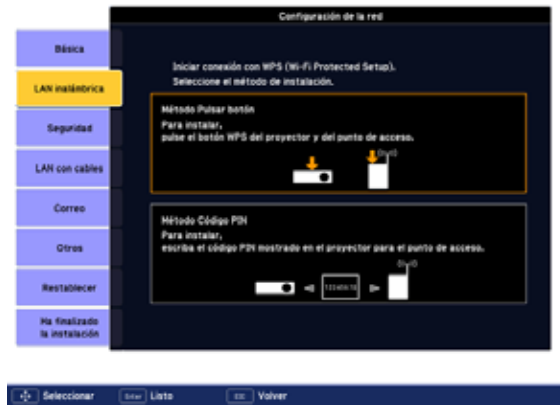 Configuración de la red
Básica
LAN inalámbrica
Seguridad
LAN con cables
Correo
Otros
Restablecer
Ha finalizado
la instalación
Iniciar conexión con WPS (Wi-Fi Protected Setup).
Seleccione el método de instalación.
Método Pulsar botón
Para instalar,
pulse el botón WPS del proyector y del punto de acceso.
Método Código PIN
Para instalar,
escriba el código PIN mostrado en el proyector para el punto de acceso.
Seleccionar
Enter Listo
ESC Volver